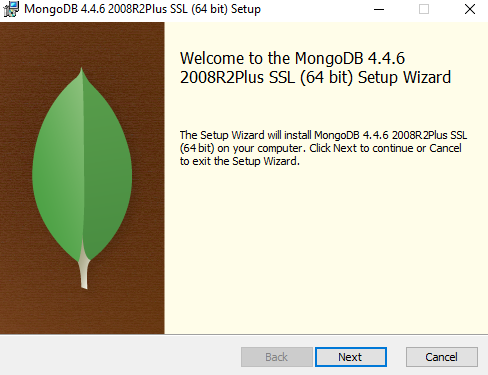 MongoDB 4.4.6 2008R2Plus SSL (64 bit) Setup
Welcome to the MongoDB 4.4.6
2008R2Plus SSL (64 bit) Setup Wizard
The Setup Wizard will install MongoDB 4.4.6 2008R2Plus SSL
(64 bit) on your computer. Click Next to continue or Cancel
to exit the Setup Wizard.
Back
Next
Cancel